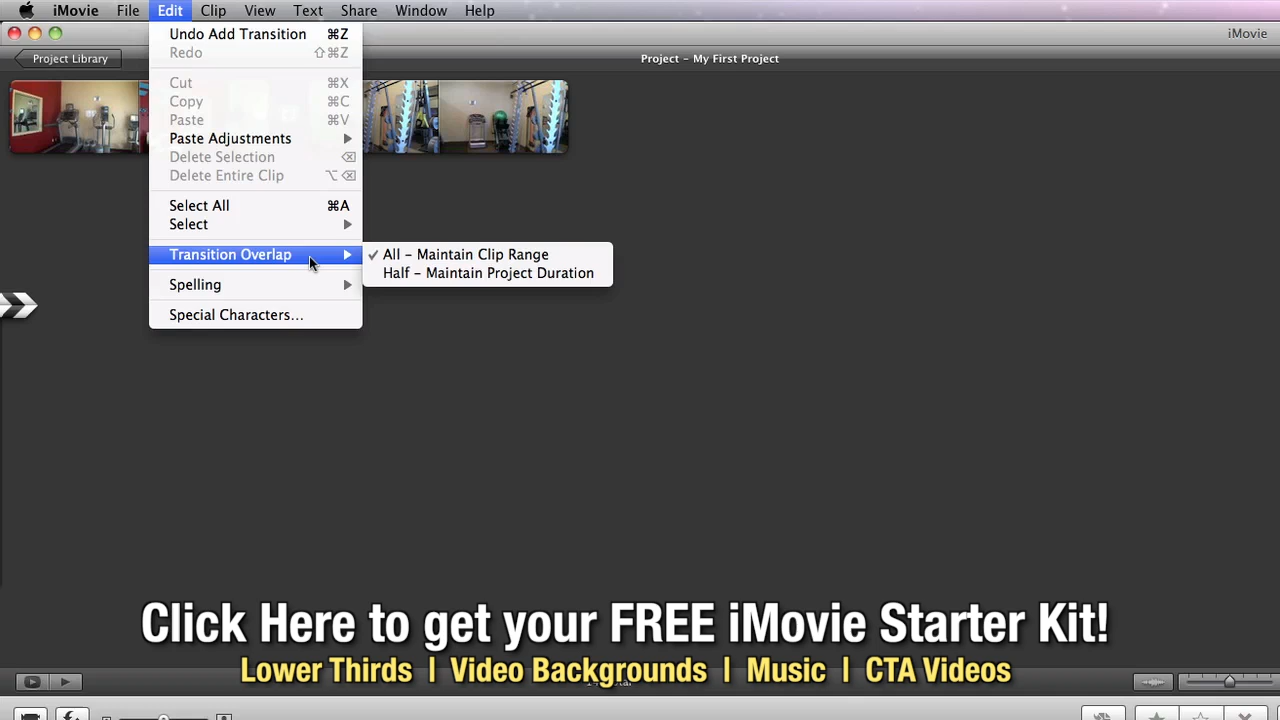 iMovie File Edit Clip View Text Share Window Help
iMovie
Project Library
Project - My First Project
Undo Add Transition ⌘Z
Redo ⇧⌘Z
Cut ⌘X
Copy ⌘C
Paste ⌘V
Paste Adjustments
Delete Selection ⌫
Delete Entire Clip ⌥⌫
Select All ⌘A
Select
Transition Overlap
✓ All – Maintain Clip Range
Half – Maintain Project Duration
Spelling
Special Characters...
Click Here to get your FREE iMovie Starter Kit!
Lower Thirds | Video Backgrounds | Music | CTA Videos